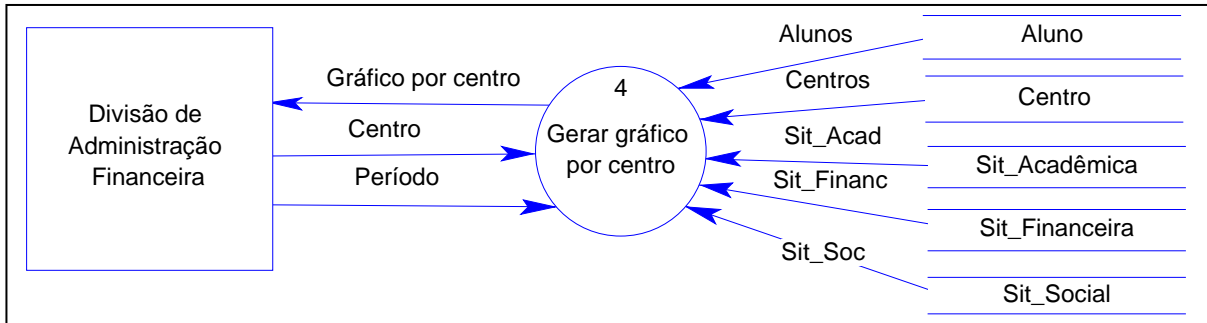 Divisão de
Administração
Financeira
Gráfico por centro
Centro
Período
4
Gerar gráfico
por centro
Alunos
Centros
Sit_Acad
Sit_Financ
Sit_Soc
Aluno
Centro
Sit_Acadêmica
Sit_Financeira
Sit_Social